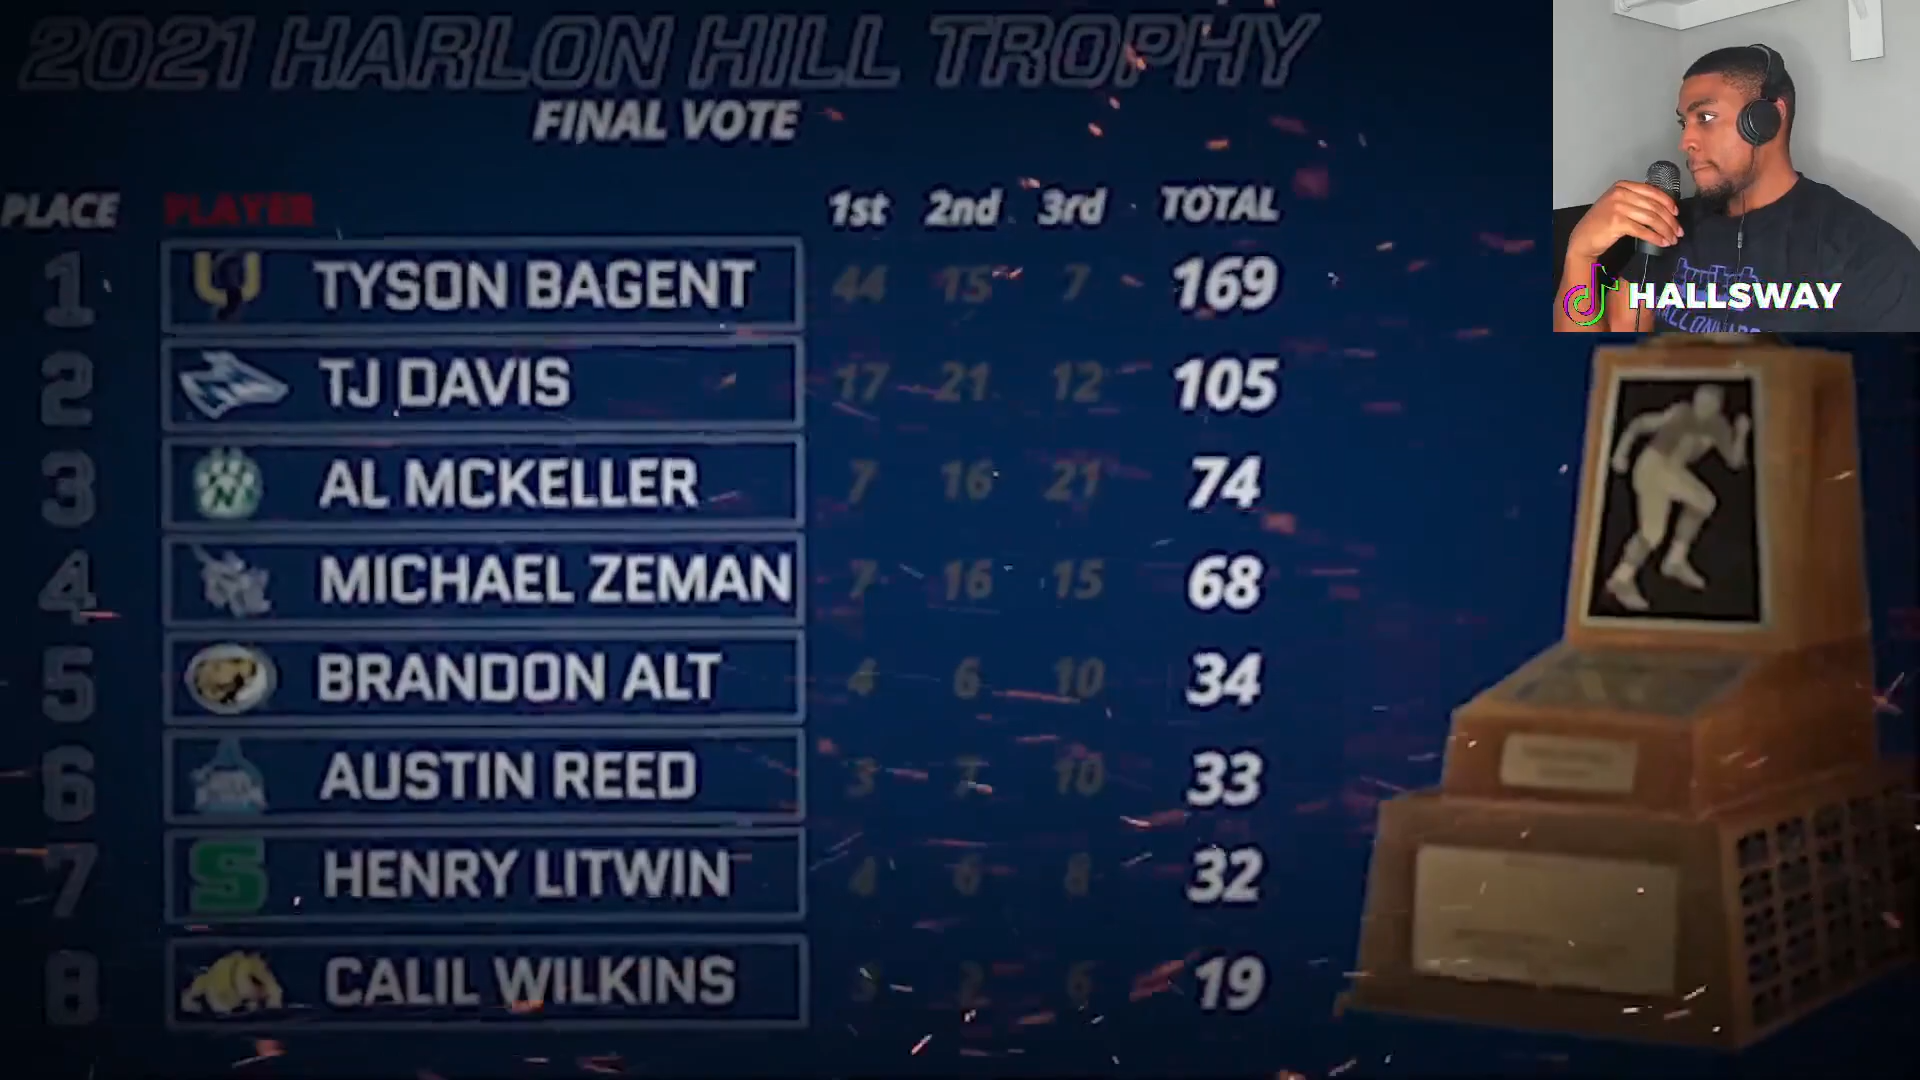 2021 HARLON HILL TROPHY
FINAL VOTE
PLACE PLAYER 1st 2nd 3rd TOTAL
1 TYSON BAGENT 44 15 7 169
2 TJ DAVIS 17 21 12 105
3 N AL MCKELLER 7 16 21 74
4 MICHAEL ZEMAN 7 16 15 68
5 BRANDON ALT 4 6 10 34
6 AUSTIN REED 3 7 10 33
7 S HENRY LITWIN 4 6 8 32
8 CALIL WILKINS 3 2 6 19
twitch
HALLSWAY